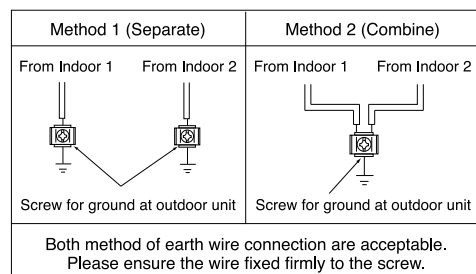 Method 1 (Separate)
Method 2 (Combine)
From Indoor 1
From Indoor 2
From Indoor 1
From Indoor 2
Screw for ground at outdoor unit
Screw for ground at outdoor unit
Both method of earth wire connection are acceptable.
Please ensure the wire fixed firmly to the screw.